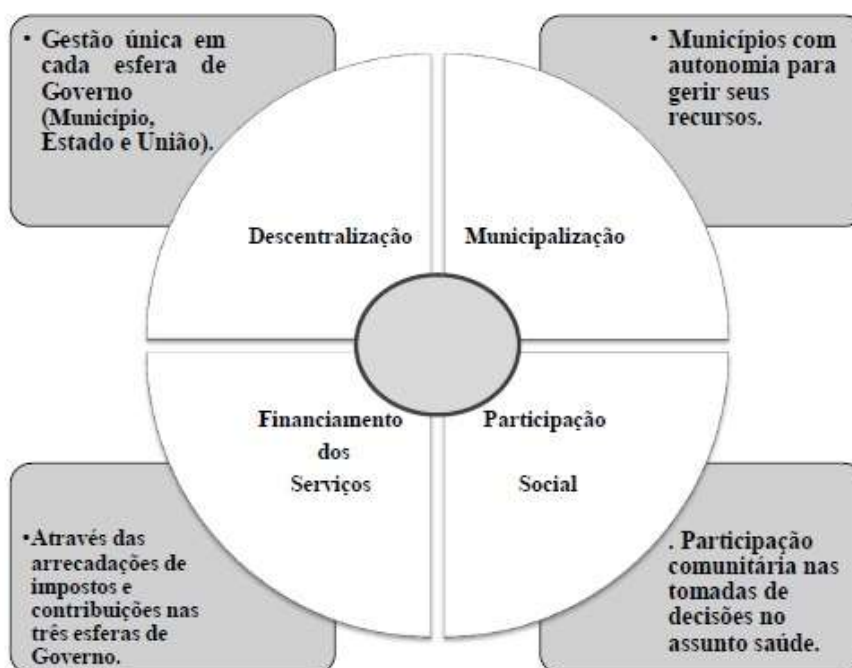 • Gestão única em
cada esfera de
Governo
(Município,
Estado e União).
• Municípios com
autonomia para
gerir seus
recursos.
Descentralização
Municipalização
Financiamento
dos
Serviços
Participação
Social
•Através das
arrecadações de
impostos e
contribuições nas
três esferas de
Governo.
. Participação
comunitária nas
tomadas de
decisões no
assunto saúde.